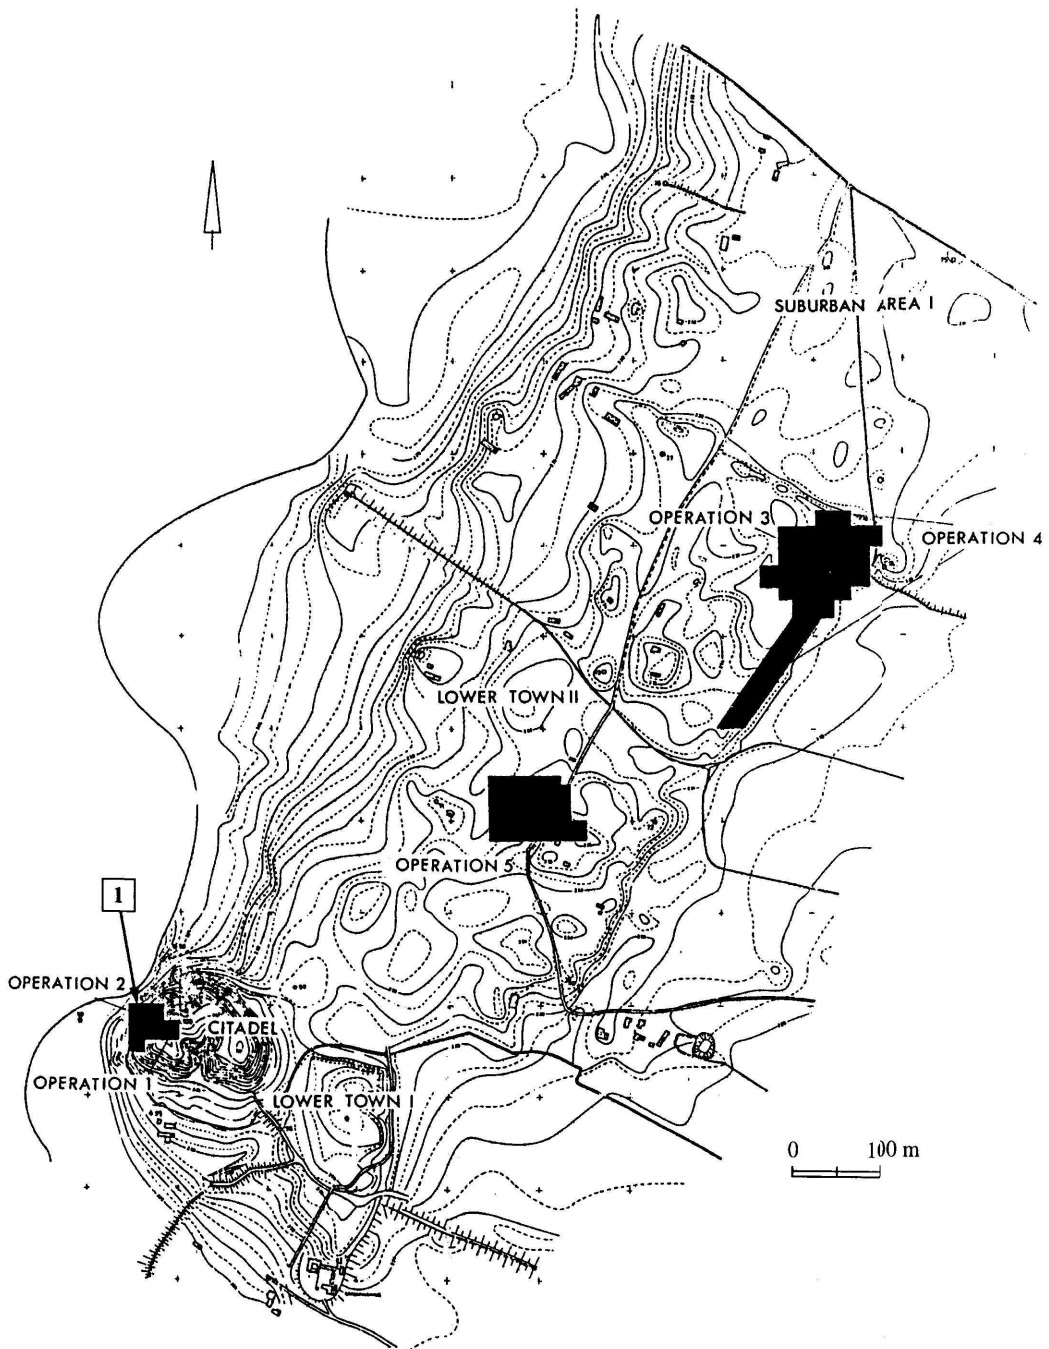 SUBURBAN AREA I
OPERATION 3
OPERATION 4
LOWER TOWN II
OPERATION 5
1
OPERATION 2
CITADEL
OPERATION 1
LOWER TOWN I
0 100 m